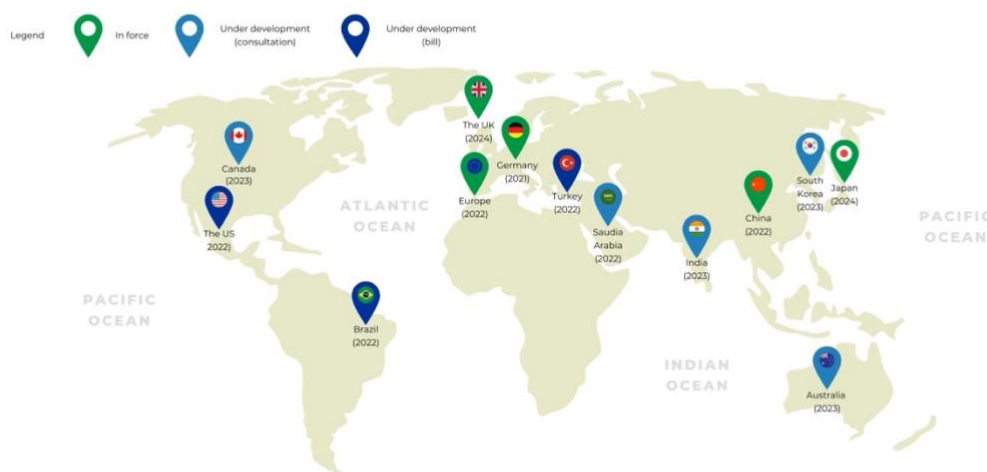 Legend
In force
Under development
(consultation)
Under development
(bill)
The UK
(2024)
Canada
(2023)
Germany
(2021)
Europe
(2022)
Turkey
(2022)
South
Korea
(2023)
Japan
(2024)
China
(2022)
The US
2022)
ATLANTIC
OCEAN
Saudia
Arabia
(2022)
PACIFIC
OCEAN
India
(2023)
PACIFIC
OCEAN
Brazil
(2022)
INDIAN
OCEAN
Australia
(2023)